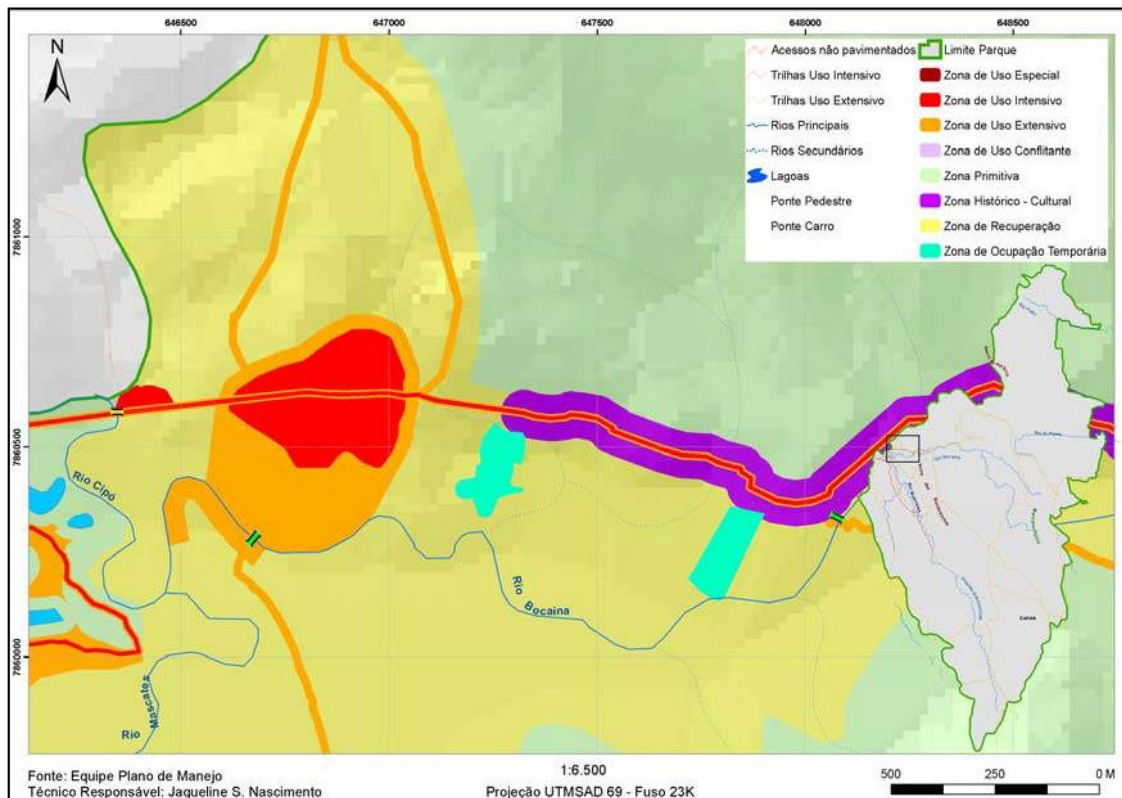 646500
647000
647500
648000
648500
N
Acessos não pavimentados
Trilhas Uso Intensivo
Trilhas Uso Extensivo
Rios Principais
Rios Secundários
Lagoas
Ponte Pedestre
Ponte Carro
Limite Parque
Zona de Uso Especial
Zona de Uso Intensivo
Zona de Uso Extensivo
Zona de Uso Conflitante
Zona Primitiva
Zona Histórico - Cultural
Zona de Recuperação
Zona de Ocupação Temporária
7861000
7860500
7860000
Rio Cipó
Rio
Bocaina
Rio
Mascates
Fonte: Equipe Plano de Manejo
Técnico Responsável: Jaqueline S. Nascimento
1:6.500
Projeção UTMSAD 69 - Fuso 23K
500
250
0 M